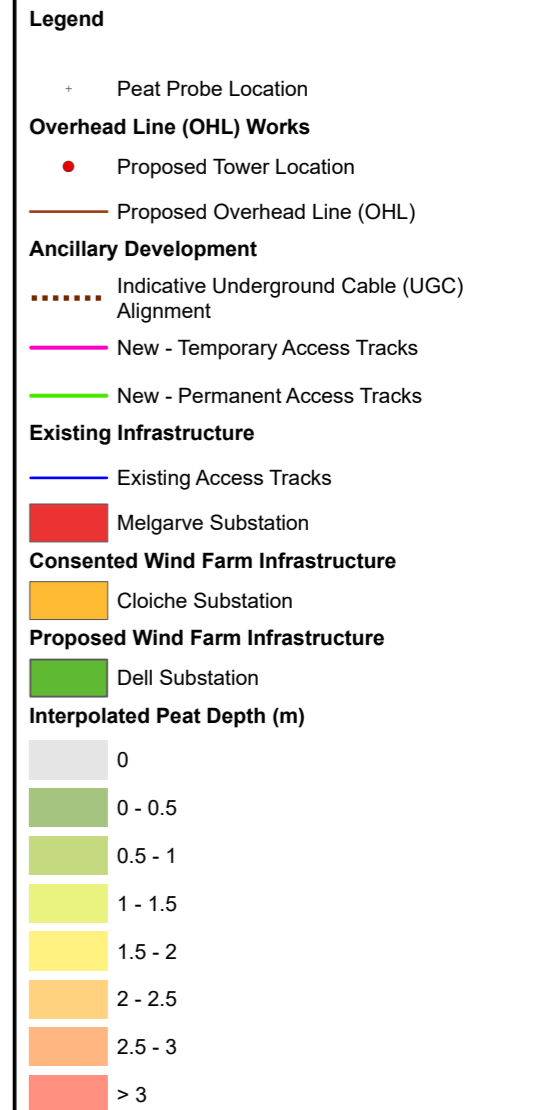 Legend
Peat Probe Location
Overhead Line (OHL) Works
Proposed Tower Location
Proposed Overhead Line (OHL)
Ancillary Development
Indicative Underground Cable (UGC)
Alignment
New - Temporary Access Tracks
New - Permanent Access Tracks
Existing Infrastructure
Existing Access Tracks
Melgarve Substation
Consented Wind Farm Infrastructure
Cloiche Substation
Proposed Wind Farm Infrastructure
Dell Substation
Interpolated Peat Depth (m)
0
0 - 0.5
0.5 - 1
1 - 1.5
1.5 - 2
2 - 2.5
2.5 - 3
> 3